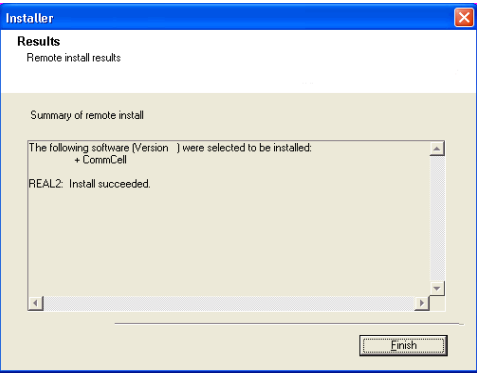 Installer
Results
Remote install results
Summary of remote install
The following software (Version   ) were selected to be installed:
+ CommCell
REAL2:  Install succeeded.
Finish